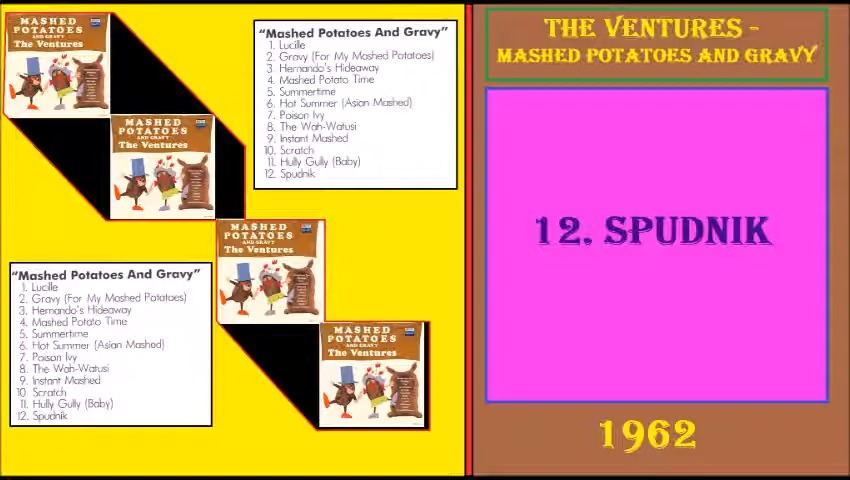 MASHED
POTATOES
AND GRAVY
The Ventures
MASHED
POTATOES
AND GRAVY
The Ventures
MASHED
POTATOES
AND GRAVY
The Ventures
MASHED
POTATOES
AND GRAVY
The Ventures
"Mashed Potatoes And Gravy"
1. Lucille
2. Gravy (For My Mashed Potatoes)
3. Hernando's Hideaway
4. Mashed Potato Time
5. Summertime
6. Hot Summer (Asian Mashed)
7. Poison Ivy
8. The Wah-Watusi
9. Instant Mashed
10. Scratch
11. Hully Gully (Baby)
12. Spudnik
"Mashed Potatoes And Gravy"
1. Lucille
2. Gravy (For My Mashed Potatoes)
3. Hernando's Hideaway
4. Mashed Potato Time
5. Summertime
6. Hot Summer (Asian Mashed)
7. Poison Ivy
8. The Wah-Watusi
9. Instant Mashed
10 Scratch
11. Hully Gully (Baby)
12. Spudnik
THE VENTURES -
MASHED POTATOES AND GRAVY
12. SPUDNIK
1962